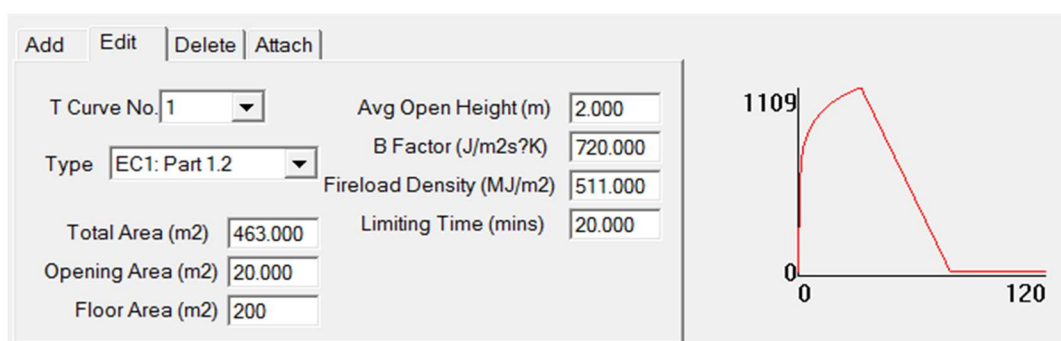 Add Edit Delete Attach
T Curve No. 1 Avg Open Height (m) 2.000
B Factor (J/m2s?K) 720.000
Type EC1: Part 1.2
Fireload Density (MJ/m2) 511.000
Total Area (m2) 463.000 Limiting Time (mins) 20.000
Opening Area (m2) 20.000
Floor Area (m2) 200
1109
0
0 120